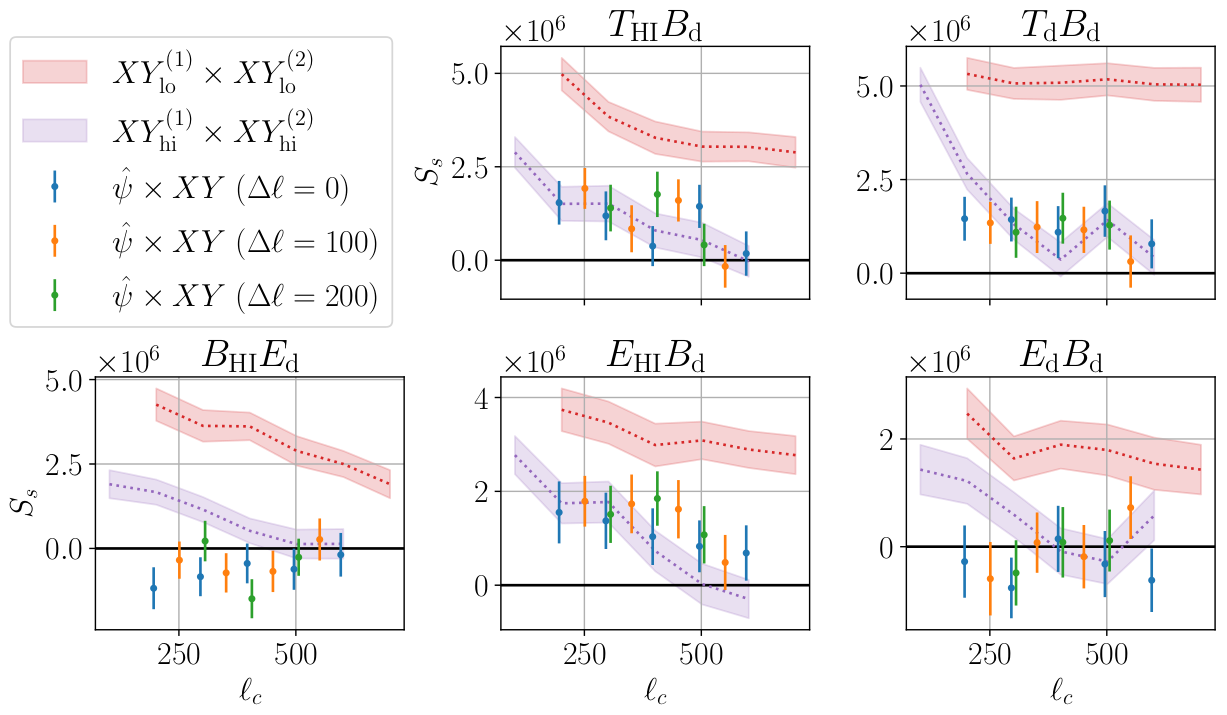 XY_lo^(1) × XY_lo^(2)
XY_hi^(1) × XY_hi^(2)
ψ̂ × XY (Δℓ = 0)
ψ̂ × XY (Δℓ = 100)
ψ̂ × XY (Δℓ = 200)
×10^6 T_HI B_d
5.0
2.5
0.0
S_s
×10^6 T_d B_d
5.0
2.5
0.0
×10^6 B_HI E_d
5.0
2.5
0.0
S_s
250 500
ℓ_c
×10^6 E_HI B_d
4
2
0
250 500
ℓ_c
×10^6 E_d B_d
2
0
250 500
ℓ_c